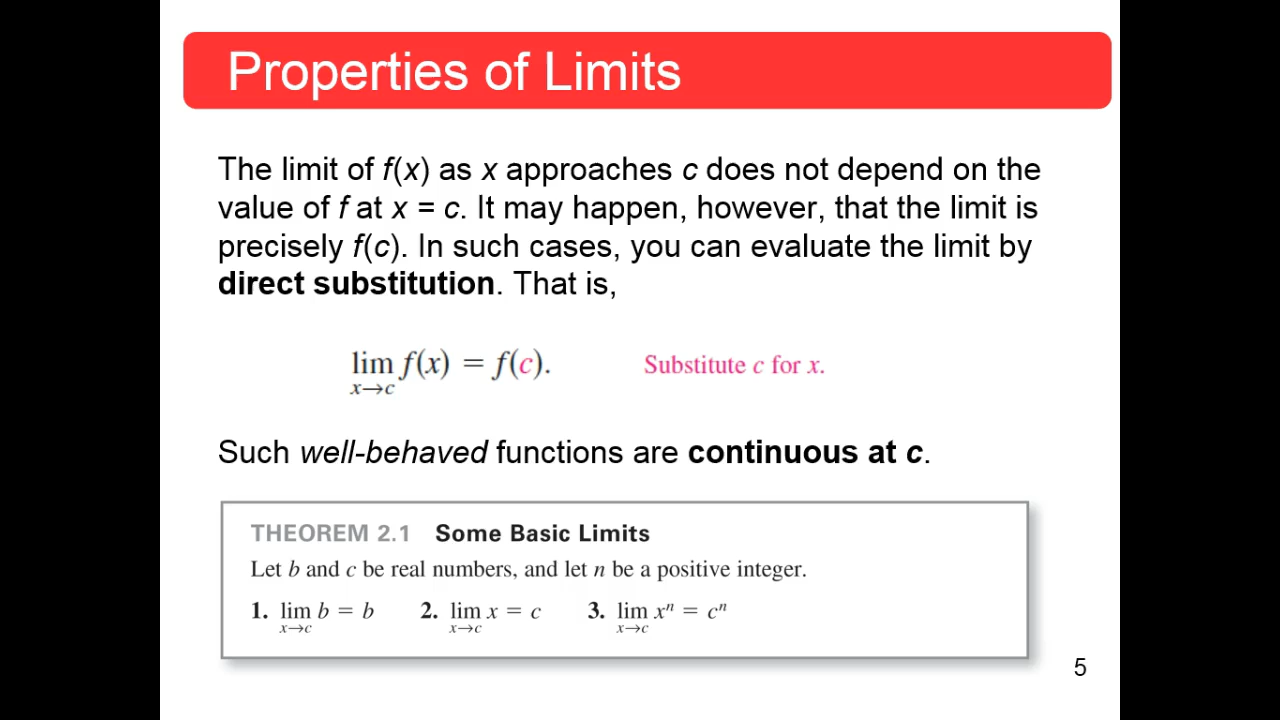 Properties of Limits
The limit of f(x) as x approaches c does not depend on the
value of f at x = c. It may happen, however, that the limit is
precisely f(c). In such cases, you can evaluate the limit by
direct substitution. That is,
lim f(x) = f(c). Substitute c for x.
x→c
Such well-behaved functions are continuous at c.
THEOREM 2.1 Some Basic Limits
Let b and c be real numbers, and let n be a positive integer.
1. lim b = b 2. lim x = c 3. lim xⁿ = cⁿ
x→c x→c x→c
5